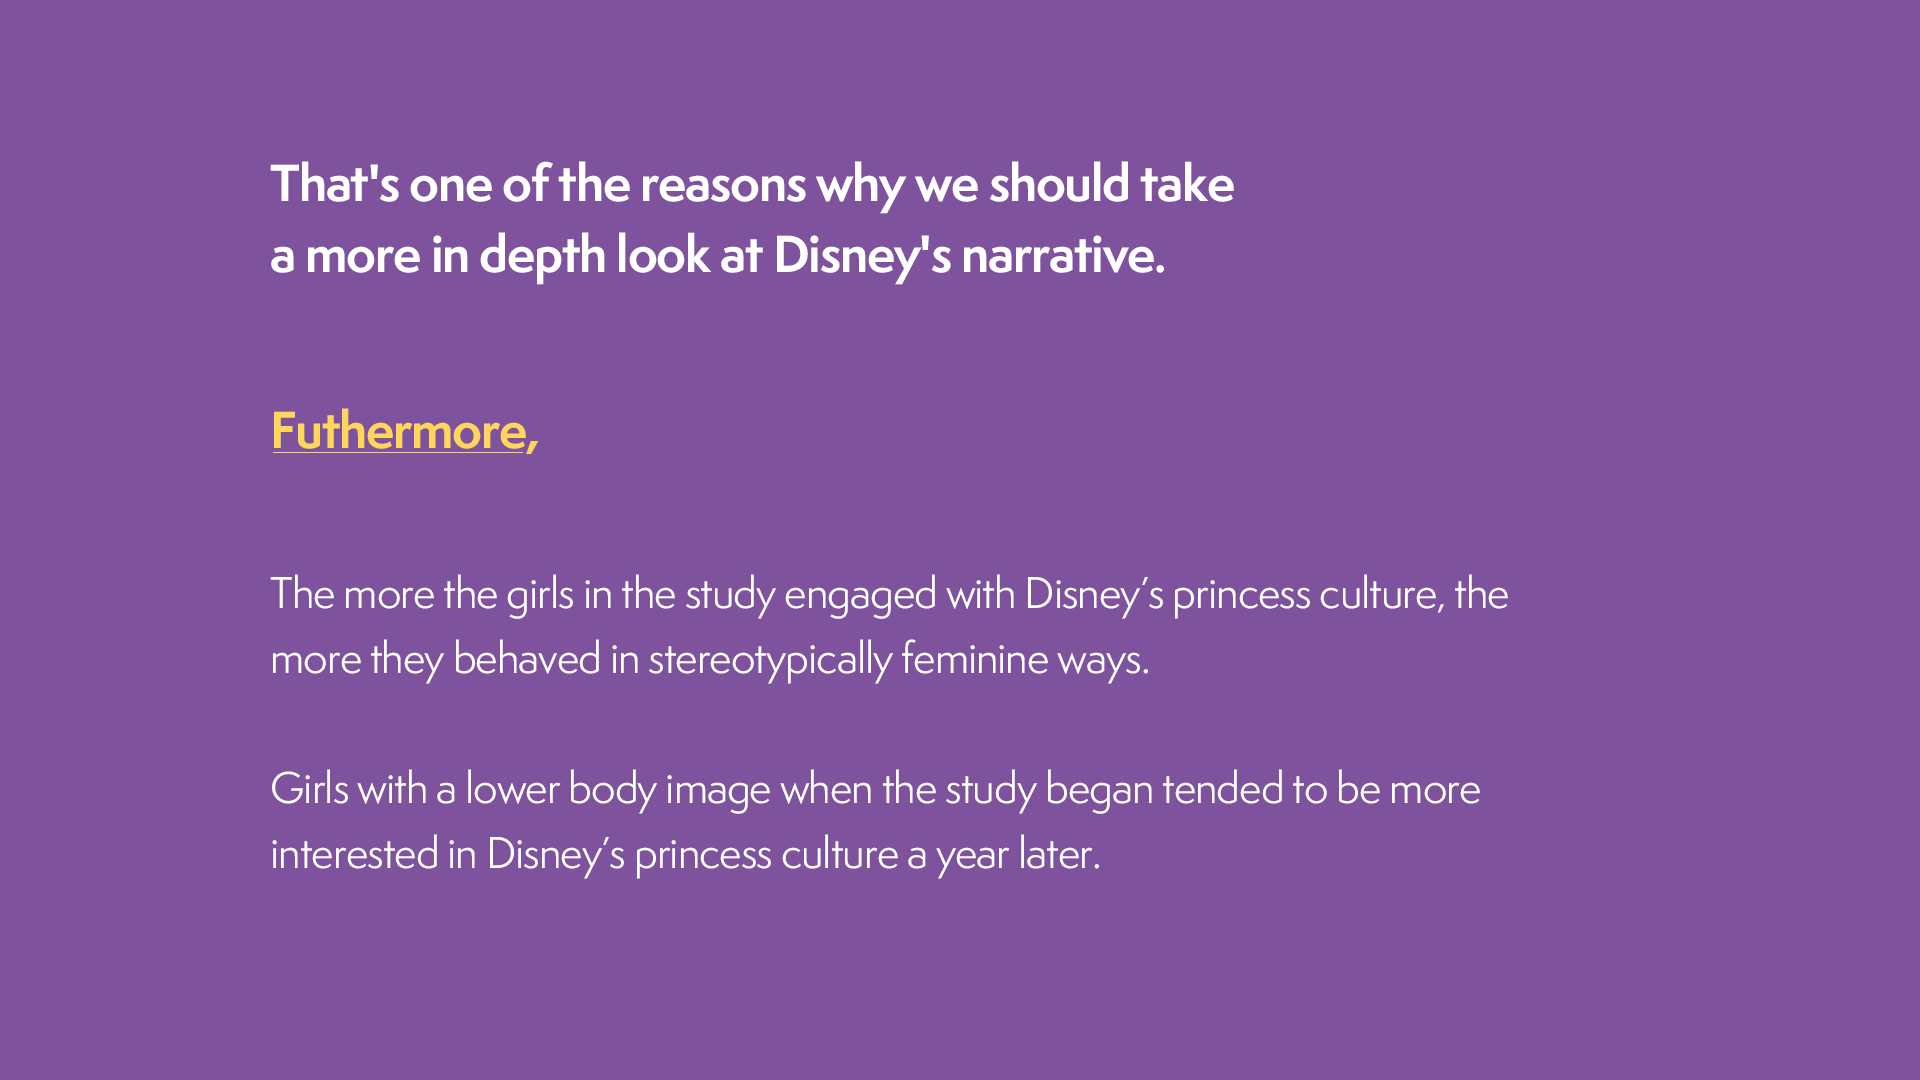 That's one of the reasons why we should take
a more in depth look at Disney's narrative.
Futhermore,
The more the girls in the study engaged with Disney’s princess culture, the
more they behaved in stereotypically feminine ways.
Girls with a lower body image when the study began tended to be more
interested in Disney’s princess culture a year later.